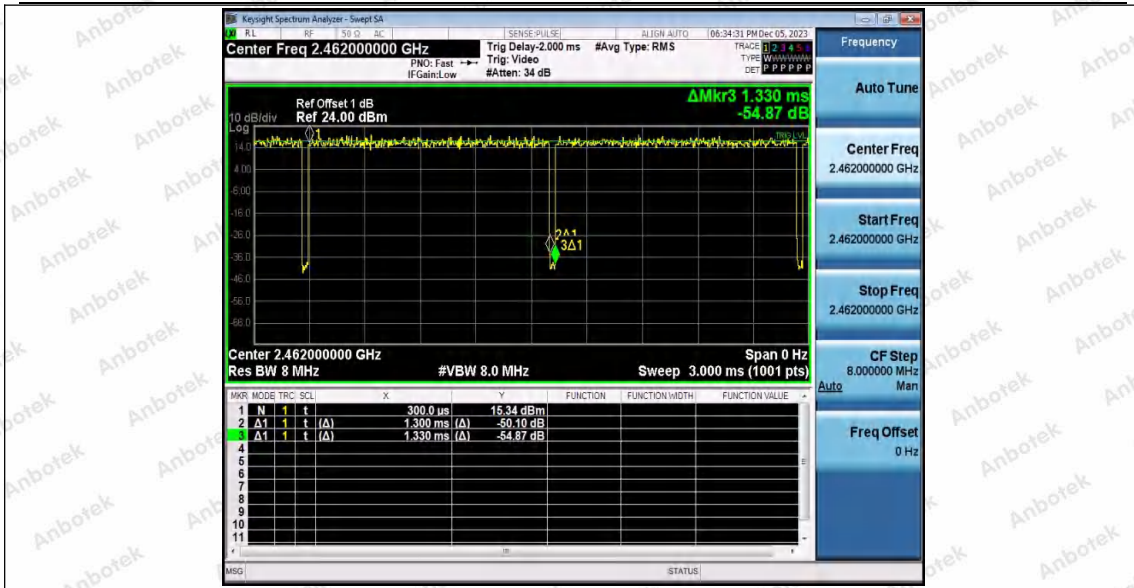 Keysight Spectrum Analyzer - Swept SA
RL RF 50 Ω AC SENSE:PULSE ALIGN AUTO 06:34:31 PM Dec 05, 2023
Center Freq 2.462000000 GHz
PNO: Fast
IFGain:Low
Trig Delay-2.000 ms
Trig: Video
#Atten: 34 dB
#Avg Type: RMS
TRACE 1 2 3 4 5 6
TYPE WWWWWW
DET P P P P P P
ΔMkr3 1.330 ms
-54.87 dB
10 dB/div
Log
Ref Offset 1 dB
Ref 24.00 dBm
14.0
4.00
-6.00
-16.0
-26.0
-36.0
-46.0
-56.0
-66.0
1
TRIG LVL
2Δ1
3Δ1
Center 2.462000000 GHz Span 0 Hz
Res BW 8 MHz #VBW 8.0 MHz Sweep 3.000 ms (1001 pts)
MKR MODE TRC SCL X Y FUNCTION FUNCTION WIDTH FUNCTION VALUE
1 N 1 t 300.0 µs 15.34 dBm
2 Δ1 1 t (Δ) 1.300 ms (Δ) -50.10 dB
3 Δ1 1 t (Δ) 1.330 ms (Δ) -54.87 dB
4
5
6
7
8
9
10
11
MSG STATUS
Frequency
Auto Tune
Center Freq
2.462000000 GHz
Start Freq
2.462000000 GHz
Stop Freq
2.462000000 GHz
CF Step
8.000000 MHz
Auto Man
Freq Offset
0 Hz
Anbotek